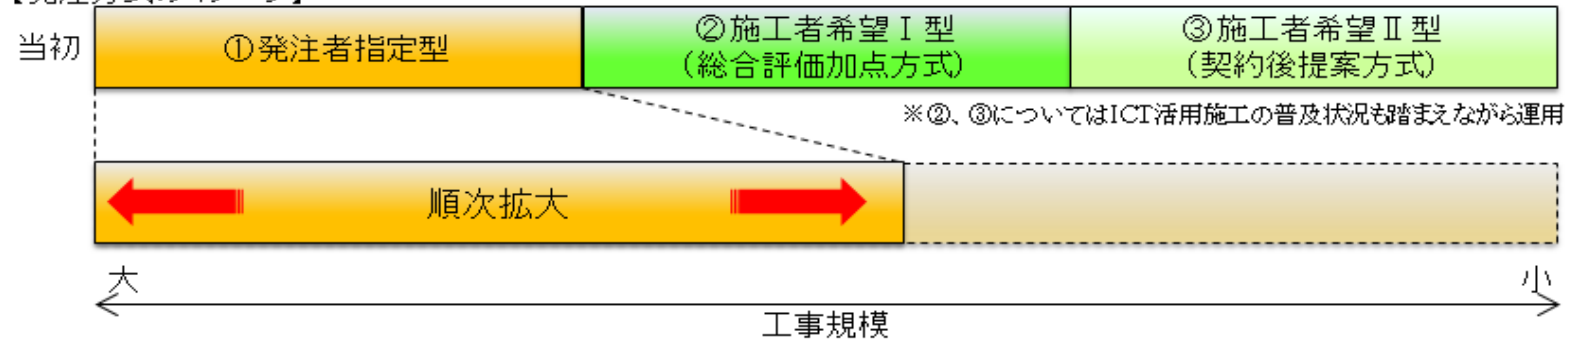 当初
①発注者指定型
②施工者希望Ⅰ型
(総合評価加点方式)
③施工者希望Ⅱ型
(契約後提案方式)
※②、③についてはICT活用施工の普及状況も踏まえながら運用
順次拡大
大
小
工事規模